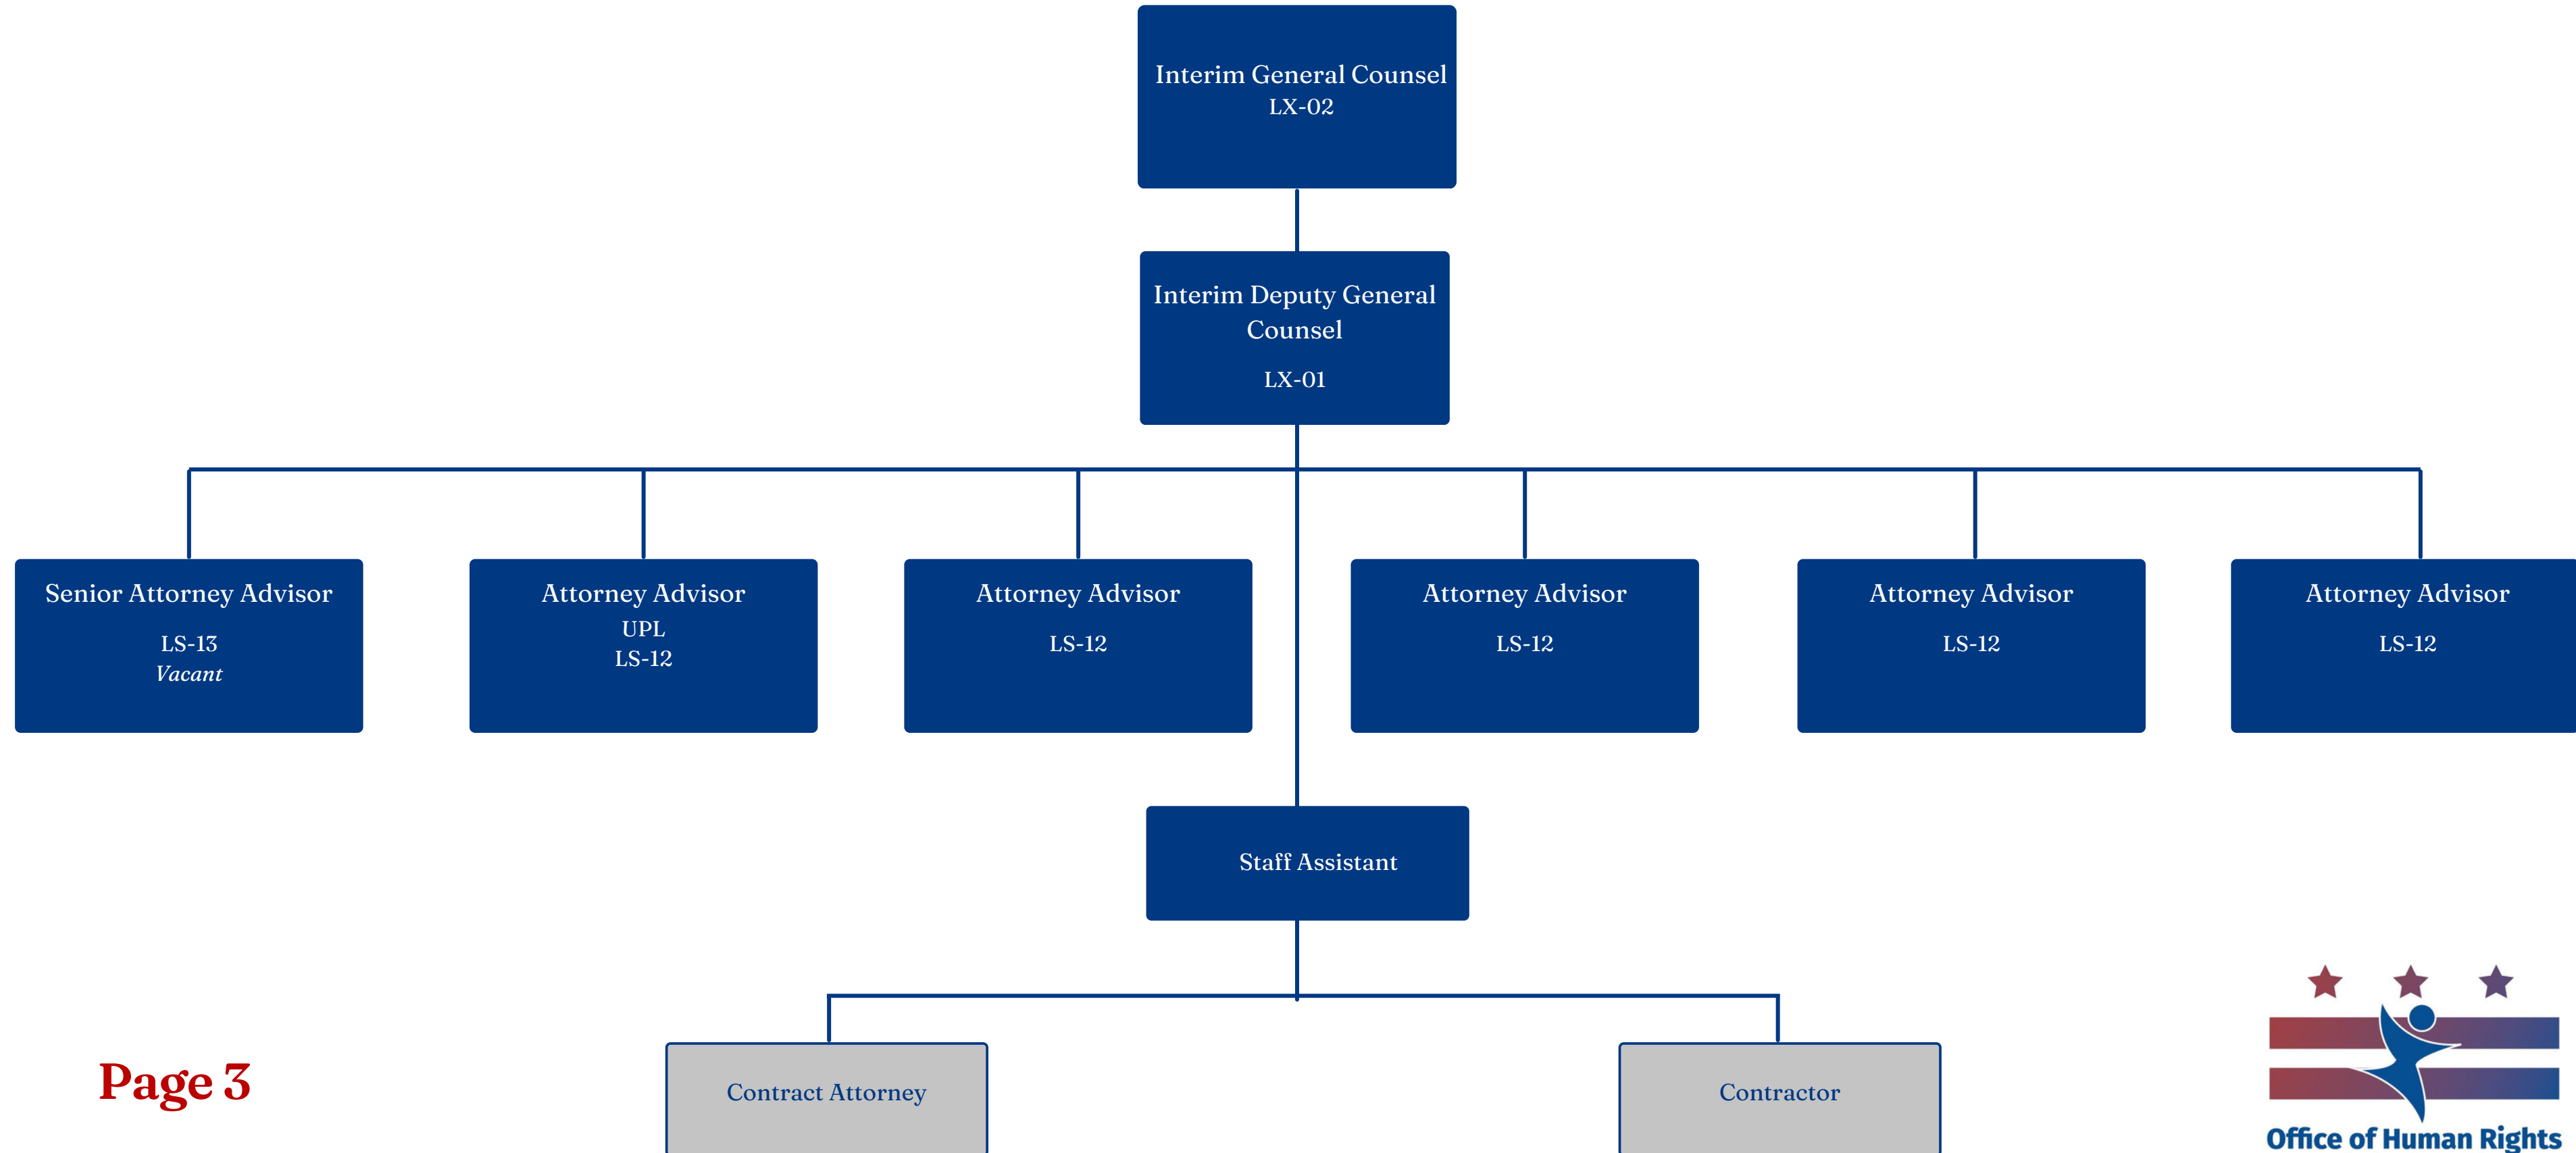 Interim General Counsel
LX-02
Interim Deputy General
Counsel
LX-01
Senior Attorney Advisor
LS-13
Vacant
Attorney Advisor
UPL
LS-12
Attorney Advisor
LS-12
Attorney Advisor
LS-12
Attorney Advisor
LS-12
Attorney Advisor
LS-12
Staff Assistant
Contract Attorney
Contractor
Page 3
Office of Human Rights